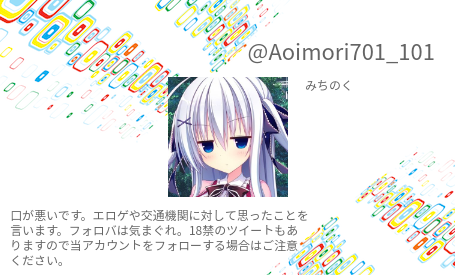 @Aoimori701_101
みちのく
口が悪いです。エロゲや交通機関に対して思ったことを
言います。フォロバは気まぐれ。18禁のツイートもあ
りますので当アカウントをフォローする場合はご注意
ください。